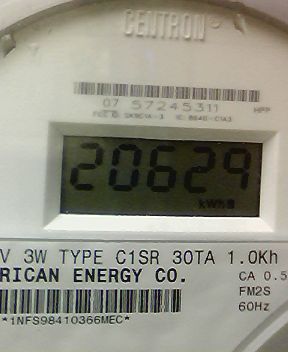 CENTRON
07 57245311
HPP
20629
kWh
V 3W TYPE C1SR 30TA 1.0Kh
RICAN ENERGY CO.
CA 0.5
FM2S
60Hz
*1NFS98410366MEC*